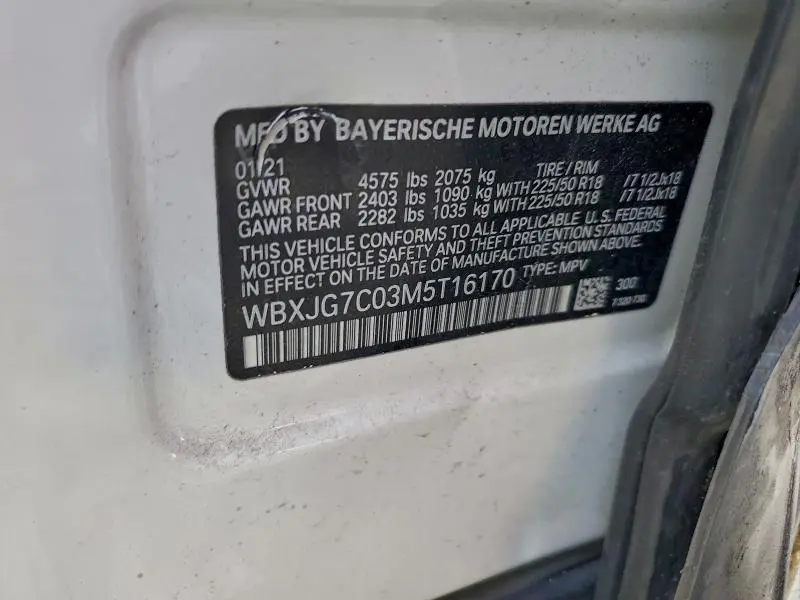 MFD BY BAYERISCHE MOTOREN WERKE AG
01/21
GVWR 4575 lbs 2075 kg TIRE / RIM
GAWR FRONT 2403 lbs 1090 kg WITH 225/50 R18 /7 1/2Jx18
GAWR REAR 2282 lbs 1035 kg WITH 225/50 R18 /7 1/2Jx18
THIS VEHICLE CONFORMS TO ALL APPLICABLE U.S. FEDERAL
MOTOR VEHICLE SAFETY AND THEFT PREVENTION STANDARDS
IN EFFECT ON THE DATE OF MANUFACTURE SHOWN ABOVE.
WBXJG7C03M5T16170 TYPE: MPV
300
7 320 730